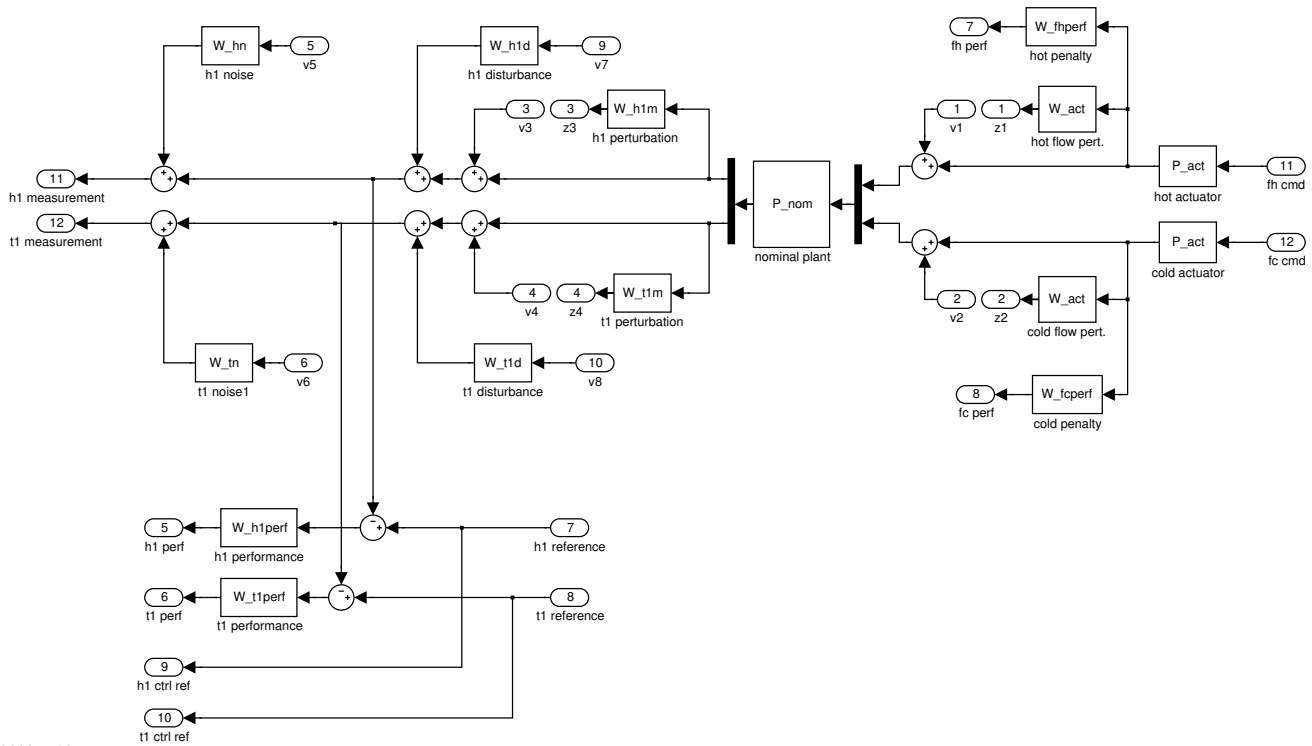 7
fh perf
W_fhperf
hot penalty
W_hn
h1 noise
5
v5
W_h1d
h1 disturbance
9
v7
3
v3
3
z3
W_h1m
h1 perturbation
1
v1
1
z1
W_act
hot flow pert.
11
h1 measurement
+
+
+
+
+
+
P_nom
nominal plant
+
+
P_act
hot actuator
11
fh cmd
12
t1 measurement
+
+
+
+
+
+
+
+
P_act
cold actuator
12
fc cmd
4
v4
4
z4
W_t1m
t1 perturbation
2
v2
2
z2
W_act
cold flow pert.
W_tn
t1 noise1
6
v6
W_t1d
t1 disturbance
10
v8
8
fc perf
W_fcperf
cold penalty
5
h1 perf
W_h1perf
h1 performance
-
+
7
h1 reference
6
t1 perf
W_t1perf
t1 performance
-
+
8
t1 reference
9
h1 ctrl ref
10
t1 ctrl ref